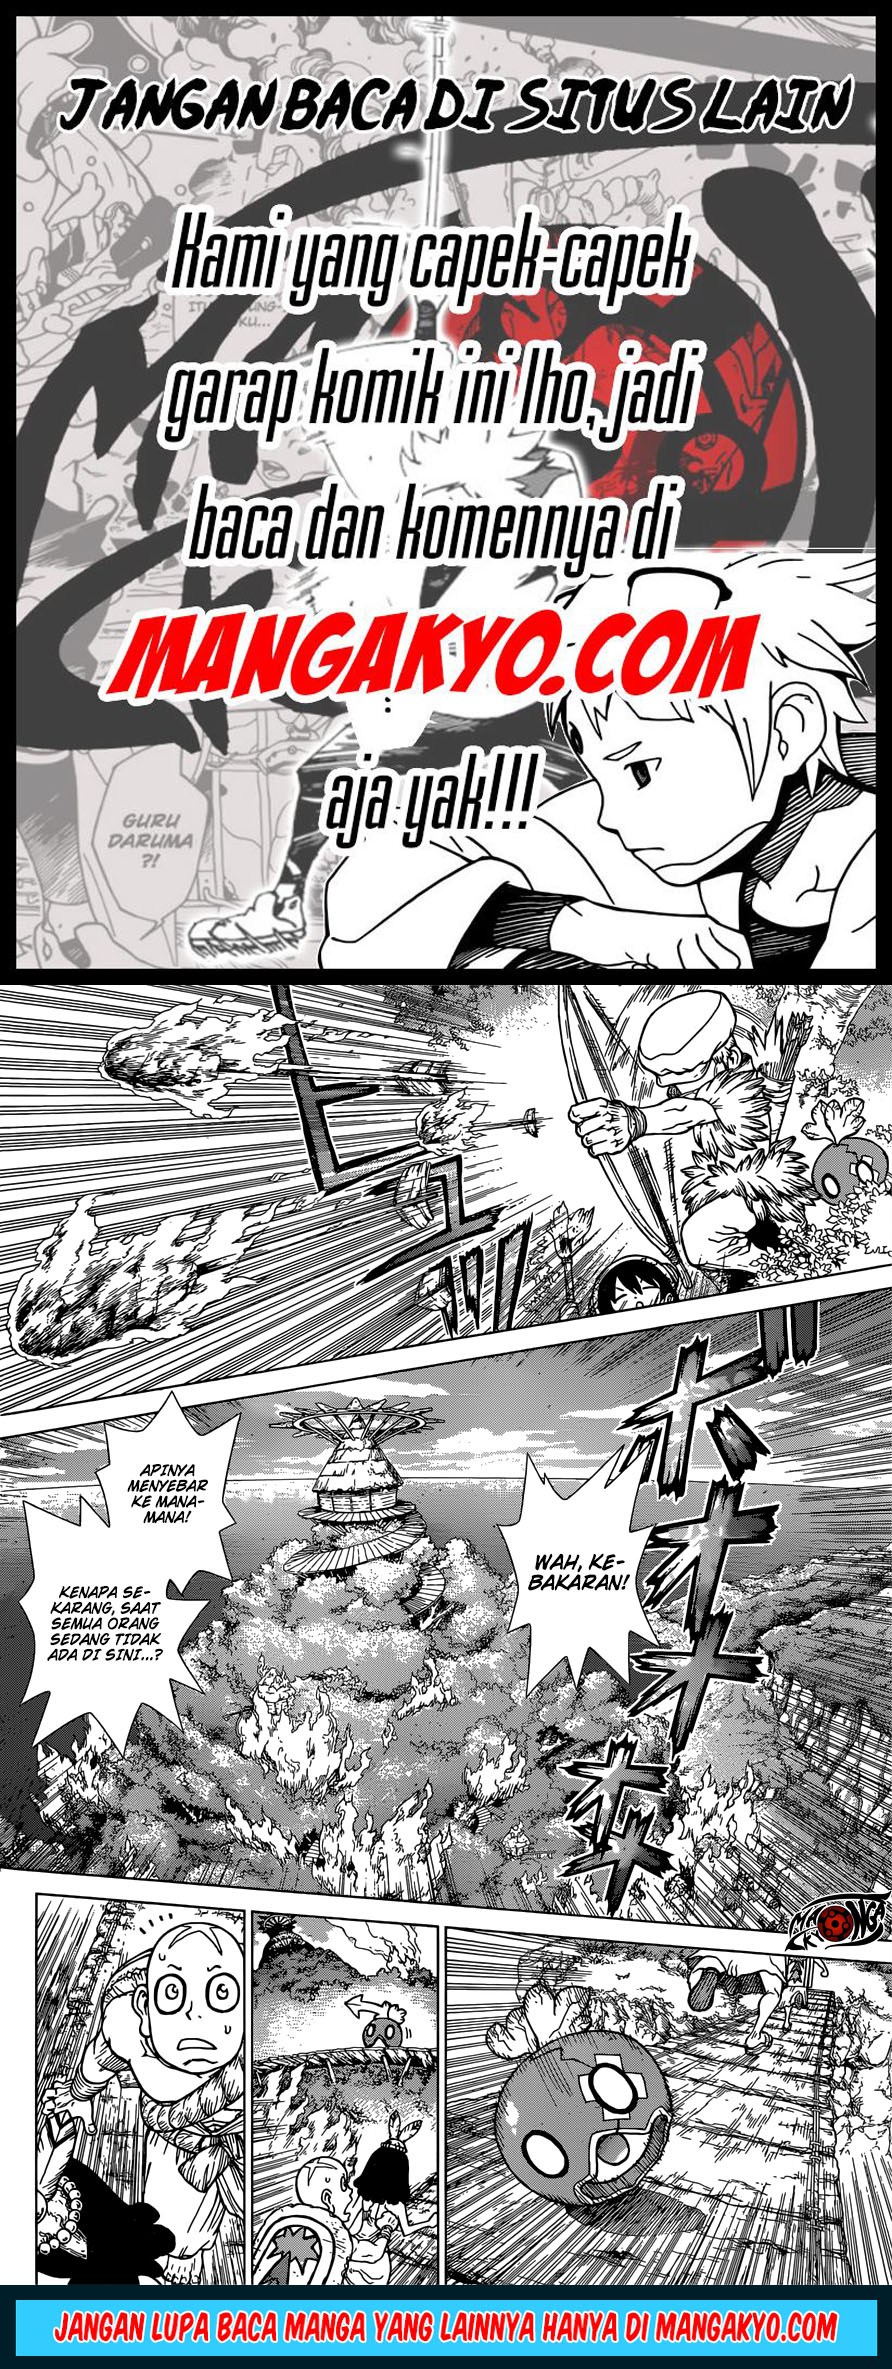 JANGAN BACA DI SITUS LAIN
Kami yang capek-capek
garap komik ini lho, jadi
baca dan komennya di
MANGAKYO.COM
:
aja yak!!!
GURU
DARUMA
?!
WAH, KE-
BAKARAN!
APINYA
MENYEBAR
KE MANA-
MANA!
KENAPA SE-
KARANG, SAAT
SEMUA ORANG
SEDANG TIDAK
ADA DI SINI...?
JANGAN LUPA BACA MANGA YANG LAINNYA HANYA DI MANGAKYO.COM